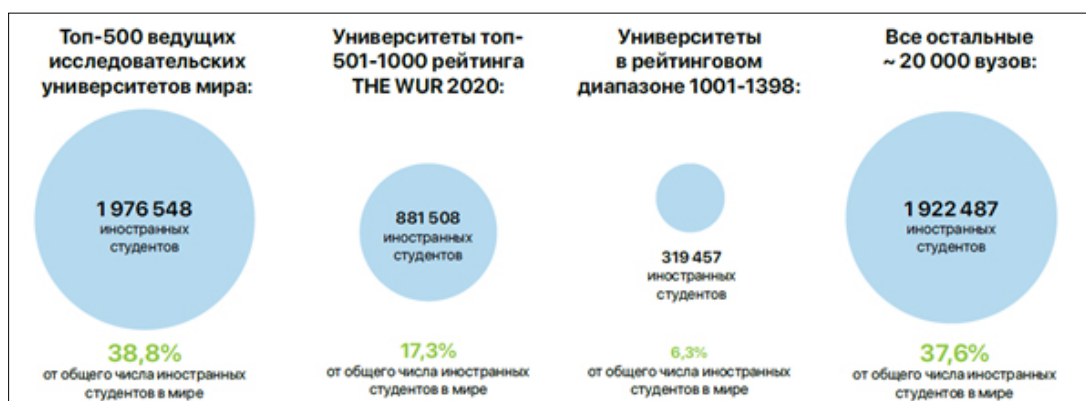 Топ-500 ведущих
исследовательских
университетов мира:
1 976 548
иностранных
студентов
38,8%
от общего числа иностранных
студентов в мире
Университеты топ-
501-1000 рейтинга
THE WUR 2020:
881 508
иностранных
студентов
17,3%
от общего числа иностранных
студентов в мире
Университеты
в рейтинговом
диапазоне 1001-1398:
319 457
иностранных
студентов
6,3%
от общего числа иностранных
студентов в мире
Все остальные
~ 20 000 вузов:
1 922 487
иностранных
студентов
37,6%
от общего числа иностранных
студентов в мире